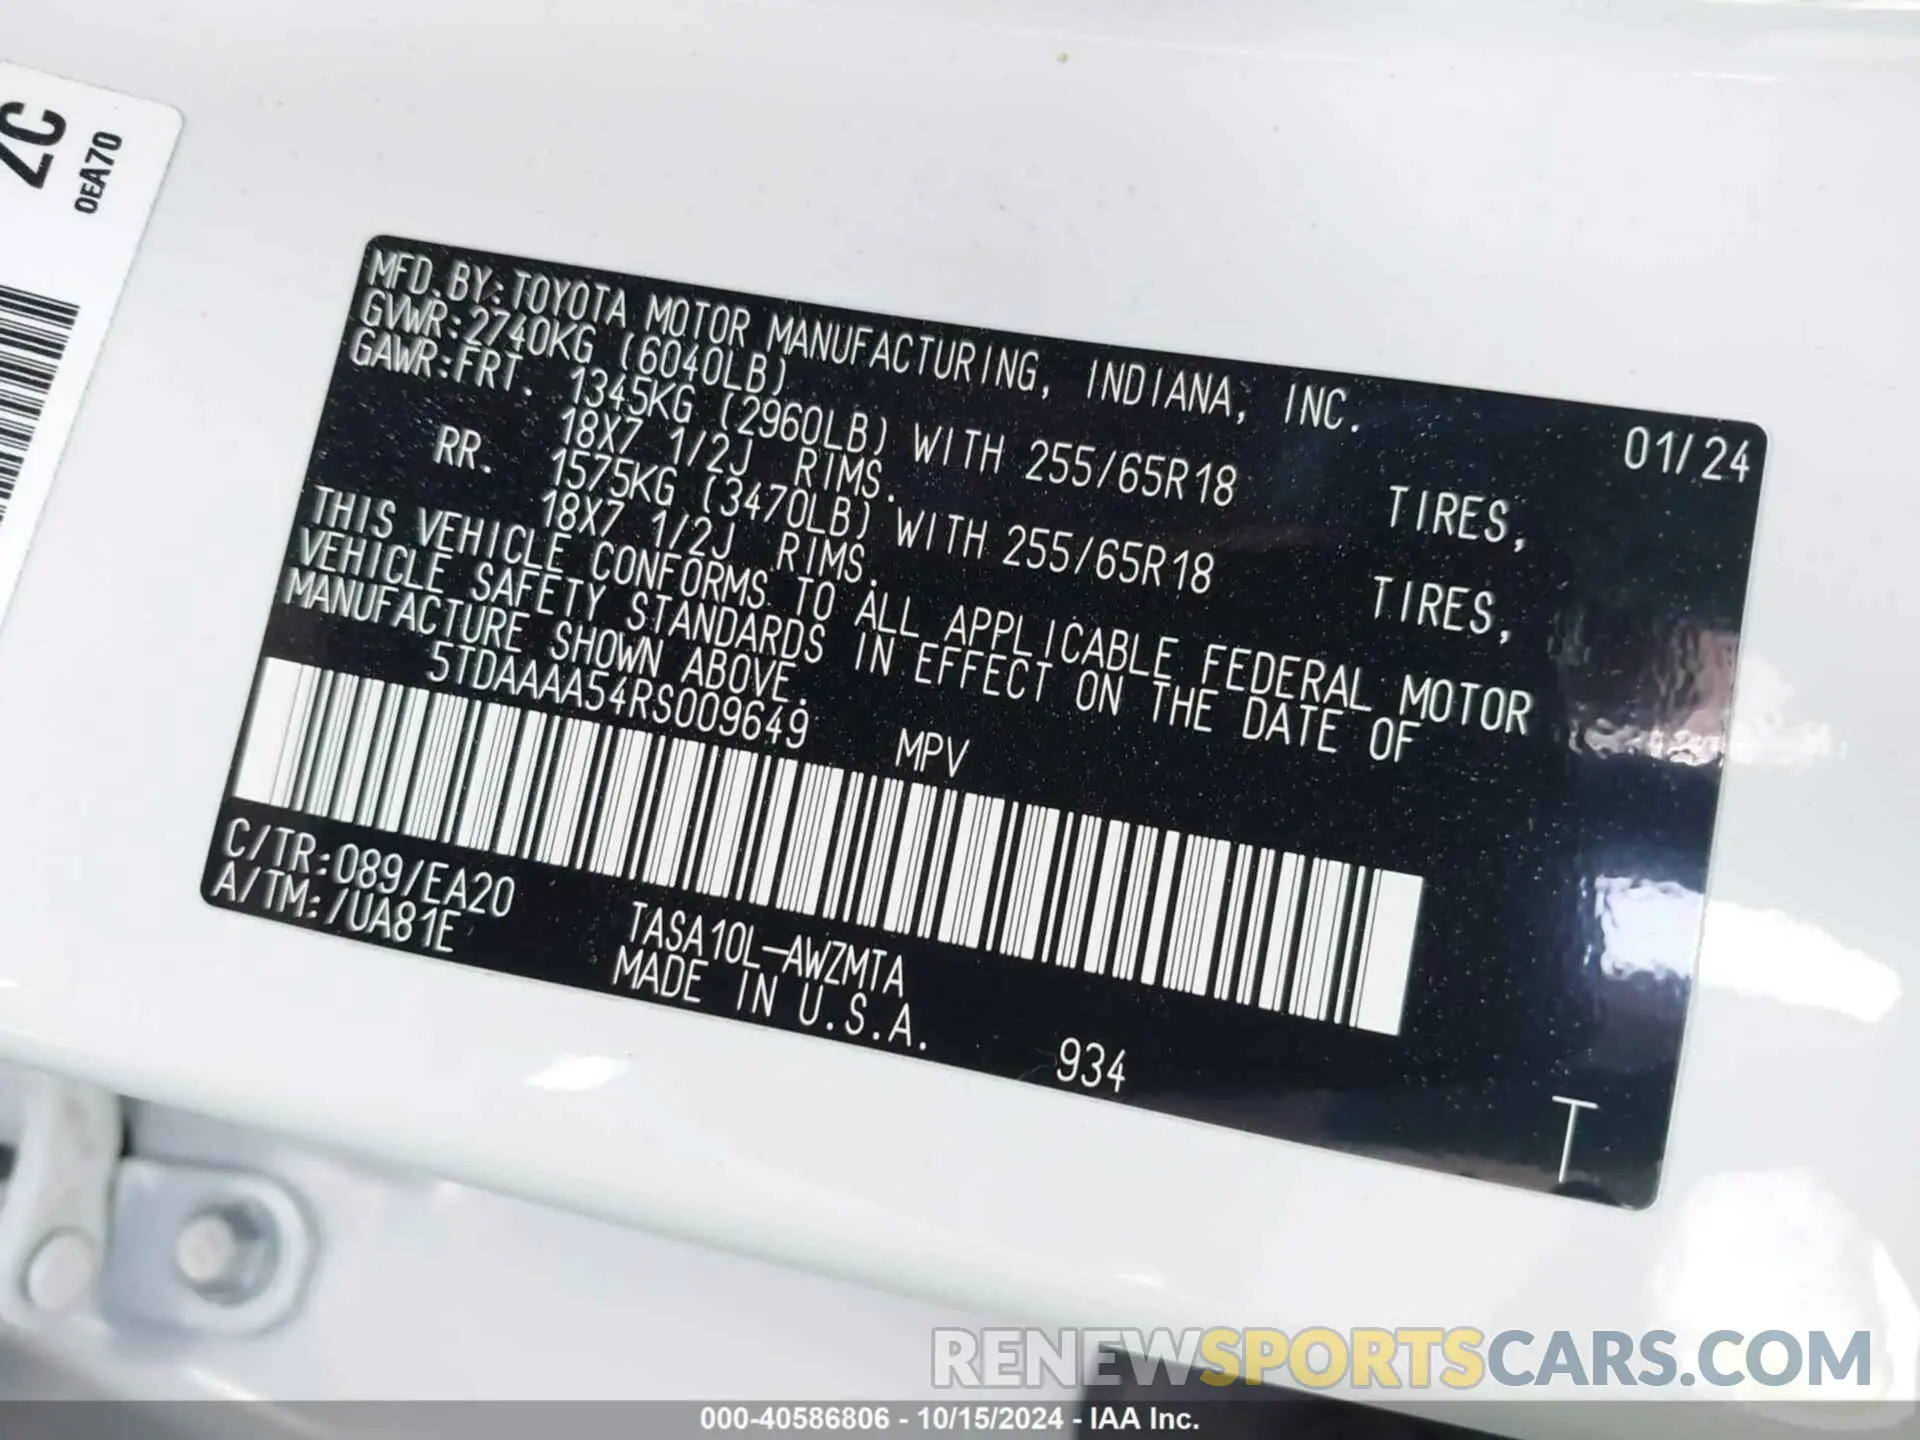 ZC
0EA70
MFD.BY:TOYOTA MOTOR MANUFACTURING, INDIANA, INC.
GVWR:2740KG (6040LB) 01/24
GAWR:FRT. 1345KG (2960LB) WITH 255/65R18 TIRES,
18X7 1/2J RIMS.
RR. 1575KG (3470LB) WITH 255/65R18 TIRES,
18X7 1/2J RIMS.
THIS VEHICLE CONFORMS TO ALL APPLICABLE FEDERAL MOTOR
VEHICLE SAFETY STANDARDS IN EFFECT ON THE DATE OF
MANUFACTURE SHOWN ABOVE.
5TDAAAA54RS009649 MPV
C/TR:089/EA20 TASA10L-AWZMTA
A/TM:/UA81E MADE IN U.S.A. 934
T
RENEWSPORTSCARS.COM
000-40586806 - 10/15/2024 - IAA Inc.